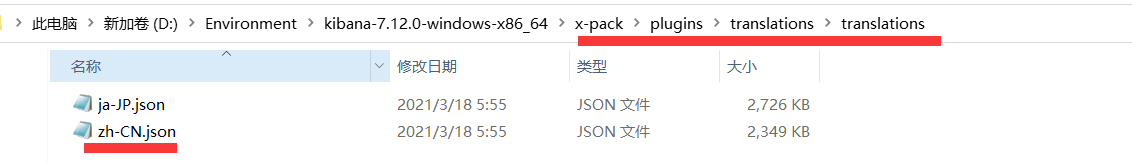 此电脑 > 新加卷 (D:) > Environment > kibana-7.12.0-windows-x86_64 > x-pack > plugins > translations > translations
名称 修改日期 类型 大小
ja-JP.json 2021/3/18 5:55 JSON 文件 2,726 KB
zh-CN.json 2021/3/18 5:55 JSON 文件 2,349 KB